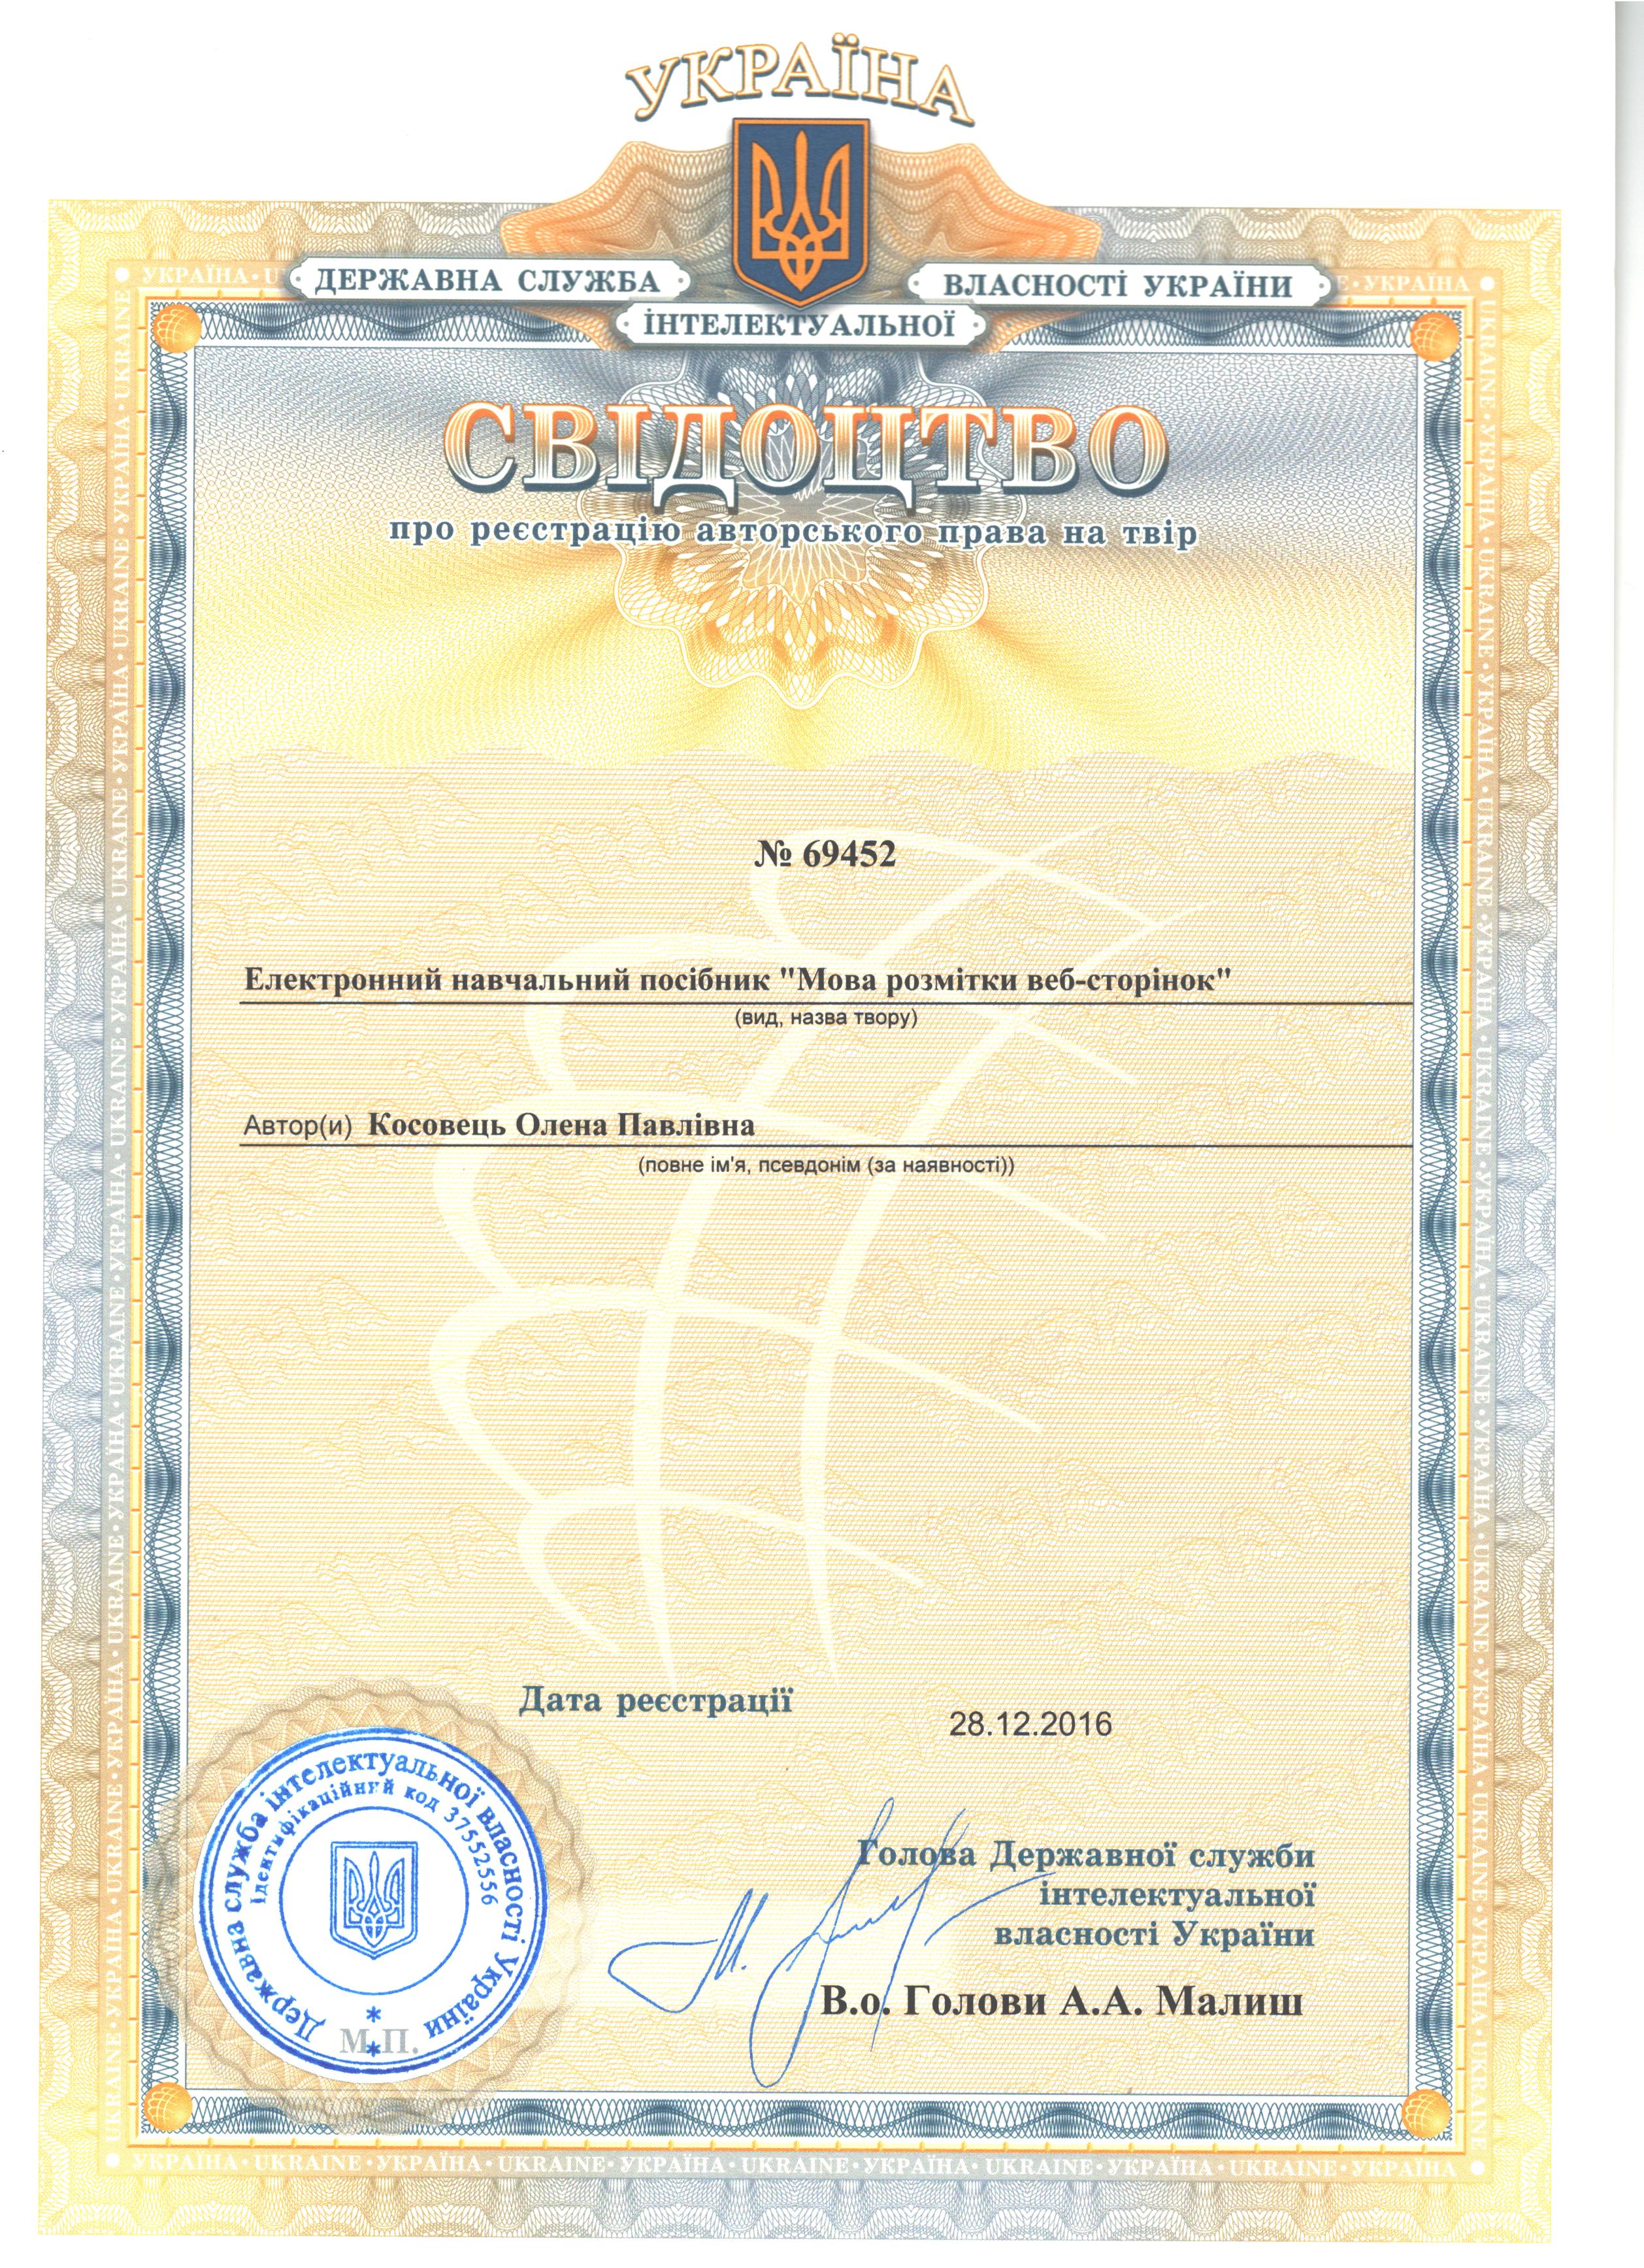 УКРАЇНА
ДЕРЖАВНА СЛУЖБА
ІНТЕЛЕКТУАЛЬНОЇ
ВЛАСНОСТІ УКРАЇНИ
СВІДОЦТВО
про реєстрацію авторського права на твір
№ 69452
Електронний навчальний посібник "Мова розмітки веб-сторінок"
(вид, назва твору)
Автор(и) Косовець Олена Павлівна
(повне ім'я, псевдонім (за наявності))
Дата реєстрації
28.12.2016
Державна служба інтелектуальної власності України
Ідентифікаційний код 37552556
М.П.
Голова Державної служби
інтелектуальної
власності України
В.о. Голови А.А. Малиш
УКРАЇНА • UKRAINE • УКРАЇНА • UKRAINE • УКРАЇНА • UKRAINE • УКРАЇНА • UKRAINE • УКРАЇНА • UKRAINE • УКРАЇНА